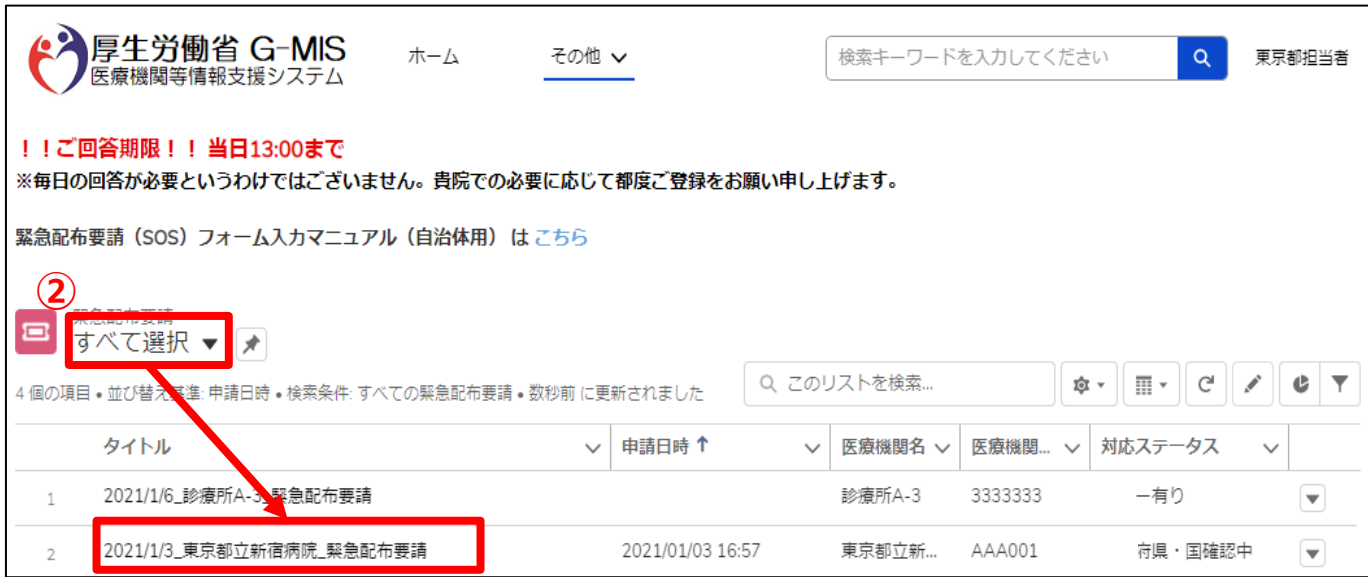 厚生労働省 G-MIS
医療機関等情報支援システム
ホーム
その他
検索キーワードを入力してください
東京都担当者
！！ご回答期限！！ 当日13:00まで
※毎日の回答が必要というわけではございません。貴院での必要に応じて都度ご登録をお願い申し上げます。
緊急配布要請（SOS）フォーム入力マニュアル（自治体用） は こちら
②
緊急配布要請
すべて選択 ▼
4 個の項目 • 並び替え基準: 申請日時 • 検索条件: すべての緊急配布要請 • 数秒前 に更新されました
このリストを検索...
タイトル 申請日時 ↑ 医療機関名 医療機関... 対応ステータス
1 2021/1/6_診療所A-3_緊急配布要請 診療所A-3 3333333 ー有り
2 2021/1/3_東京都立新宿病院_緊急配布要請 2021/01/03 16:57 東京都立新... AAA001 府県・国確認中